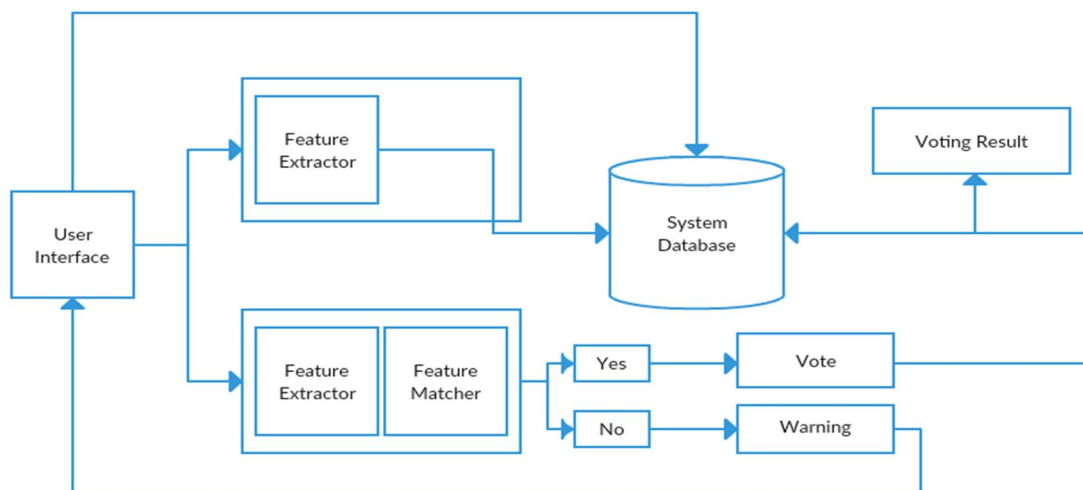 Feature
Extractor
Voting Result
User
Interface
System
Database
Feature
Extractor
Feature
Matcher
Yes
Vote
No
Warning